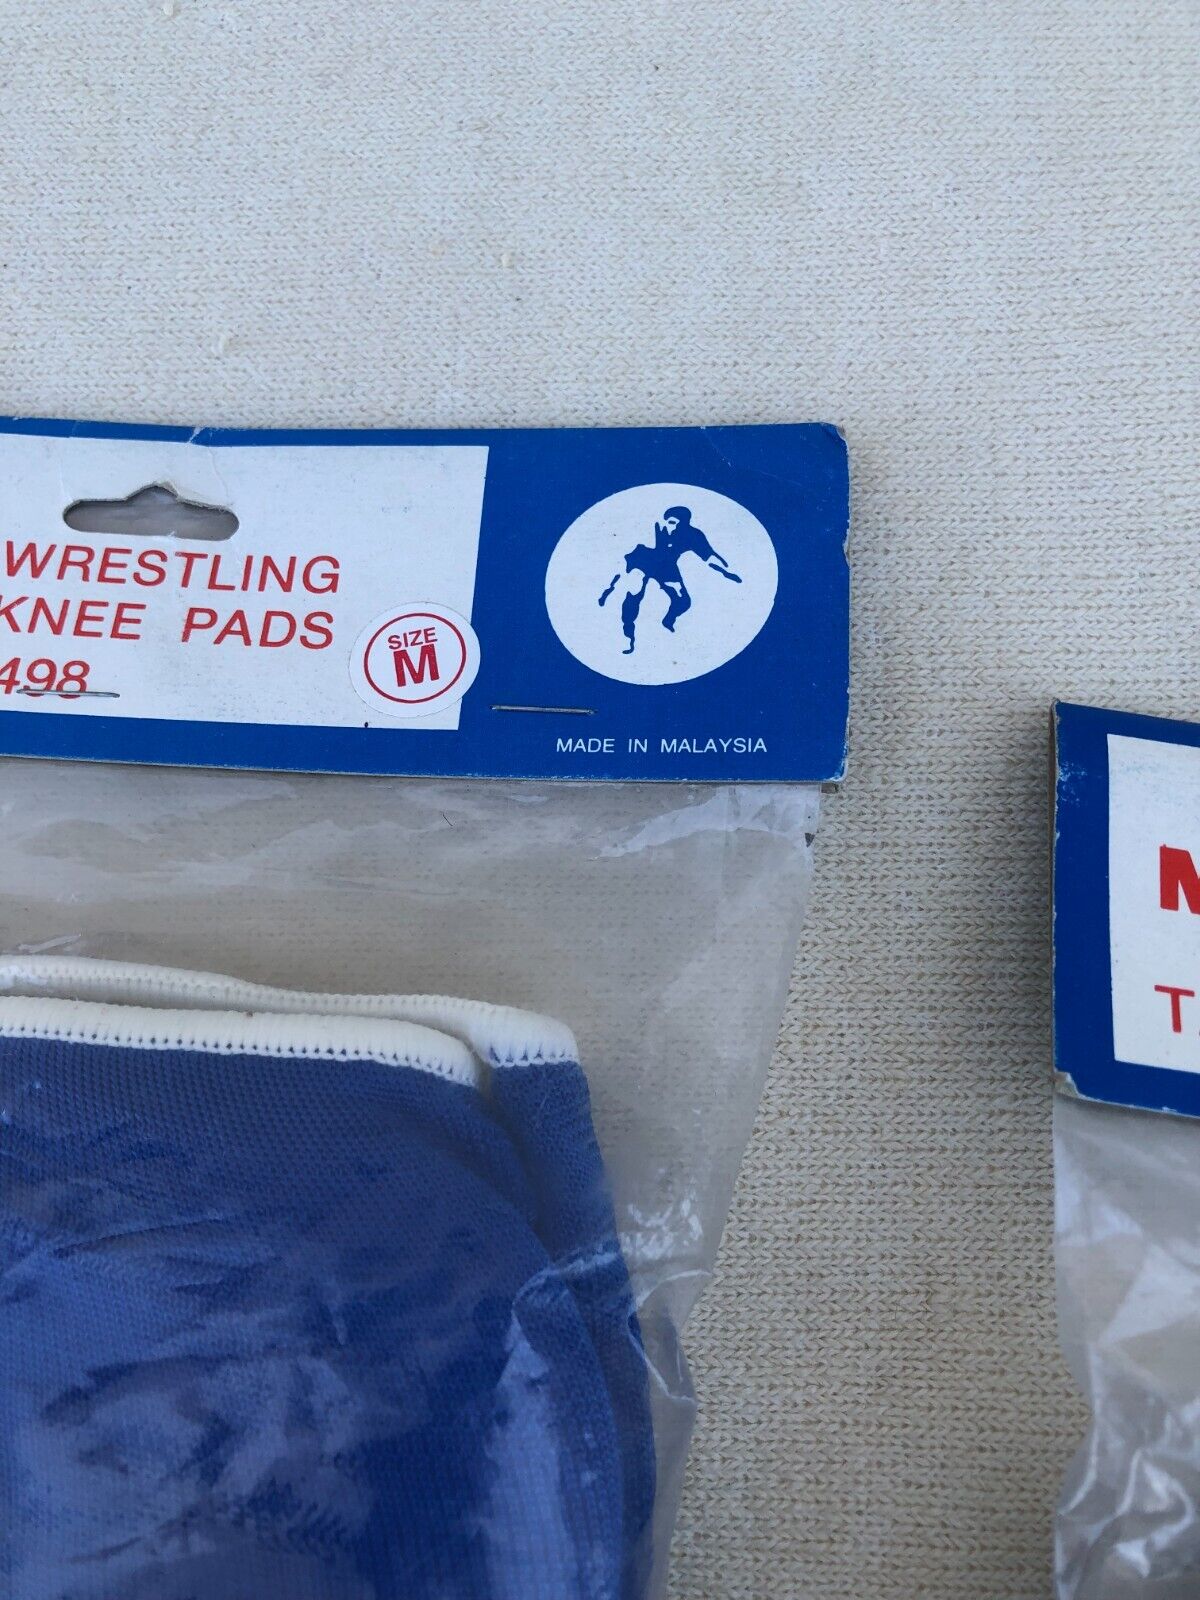 WRESTLING
KNEE PADS
498
SIZE
M
MADE IN MALAYSIA
M
T